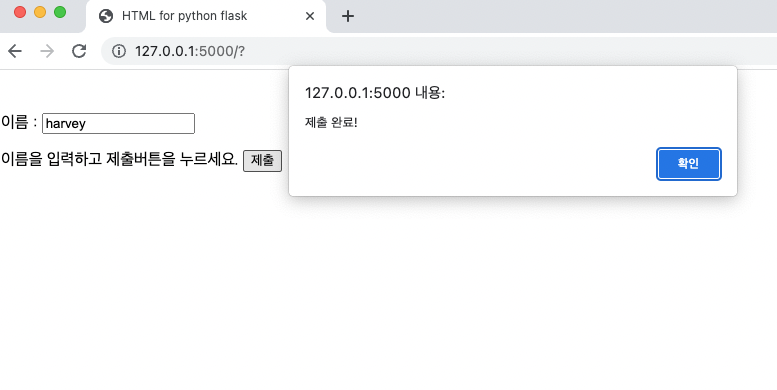 HTML for python flask
127.0.0.1:5000/?
127.0.0.1:5000 내용:
제출 완료!
확인
이름 : harvey
이름을 입력하고 제출버튼을 누르세요. 제출